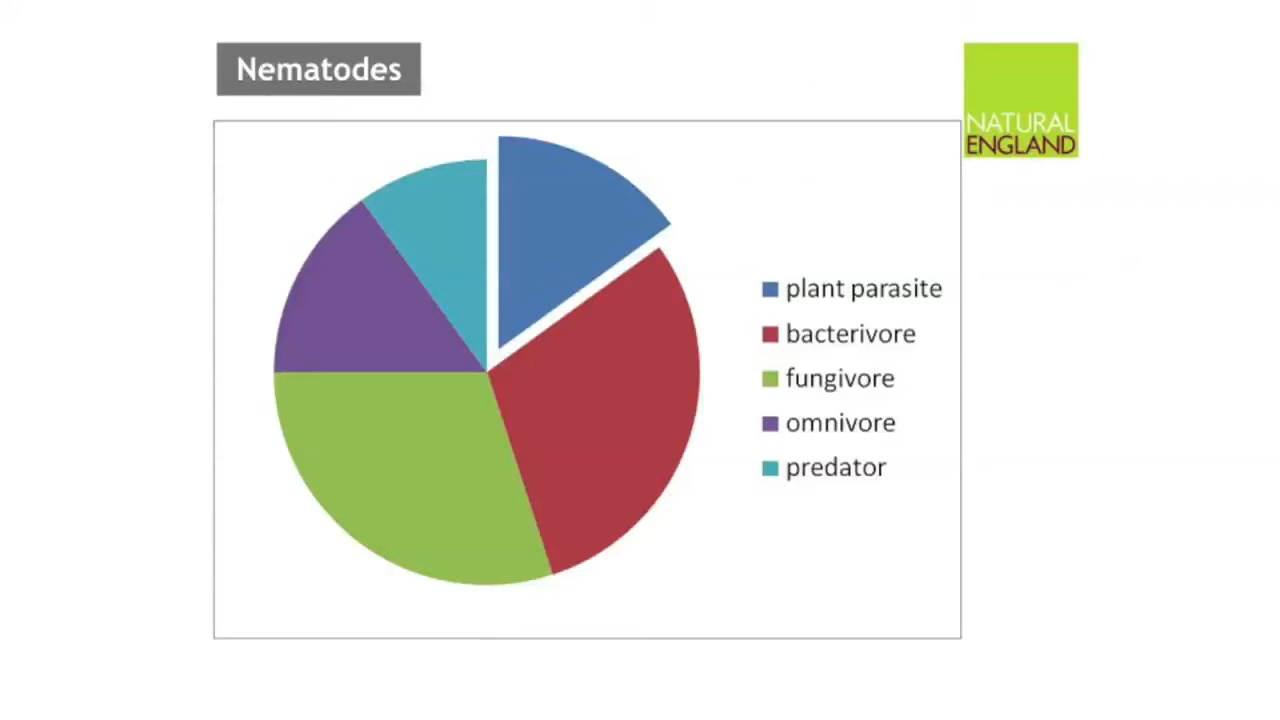 Nematodes
NATURAL
ENGLAND
plant parasite
bacterivore
fungivore
omnivore
predator